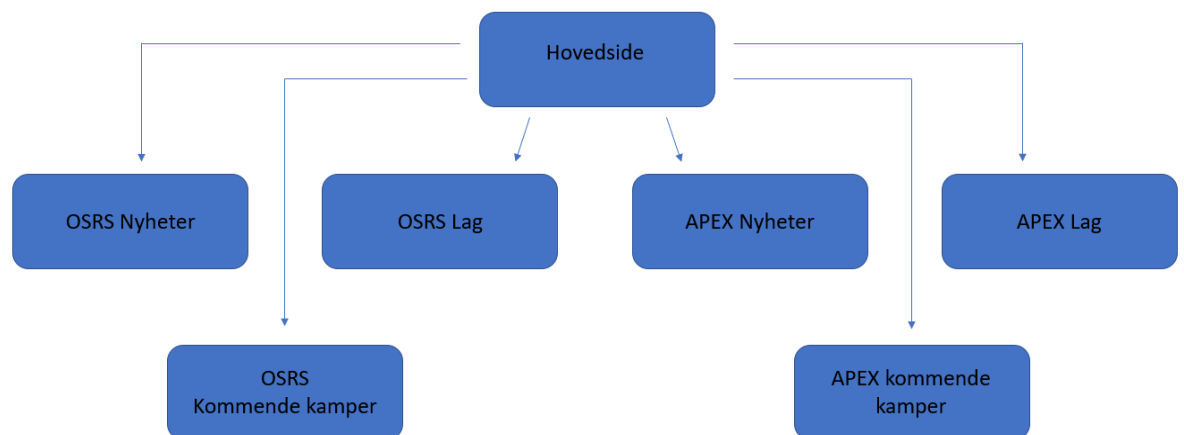 Hovedside
OSRS Nyheter
OSRS Lag
APEX Nyheter
APEX Lag
OSRS
Kommende kamper
APEX kommende
kamper